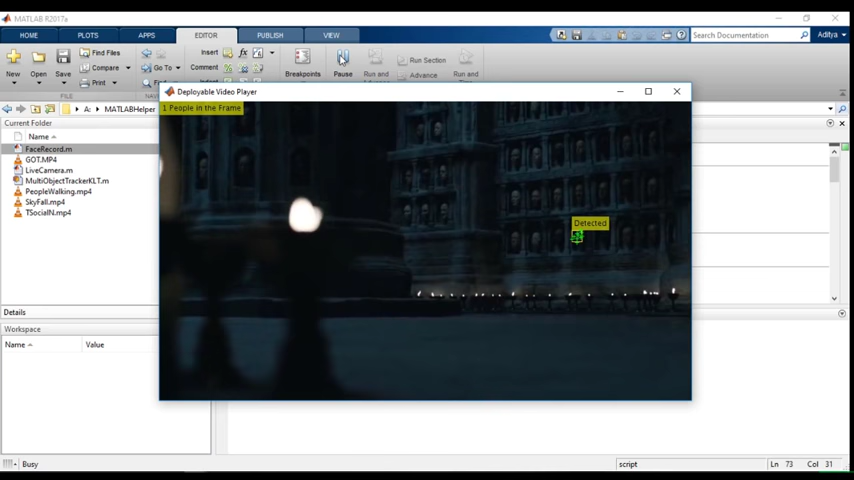 MATLAB R2017a
HOME PLOTS APPS EDITOR PUBLISH VIEW
Search Documentation
Aditya
New Open Save
Find Files
Compare
Print
Go To
Find
Insert
Comment
Breakpoints
Pause
Run and
Run Section
Advance
Run and
FILE
A: MATLABHelper
Current Folder
Name
FaceRecord.m
GOT.MP4
LiveCamera.m
MultiObjectTrackerKLT.m
PeopleWalking.mp4
SkyFall.mp4
TSocialN.mp4
Details
Workspace
Name Value
Deployable Video Player
1 People in the Frame
Detected
Busy script Ln 73 Col 31